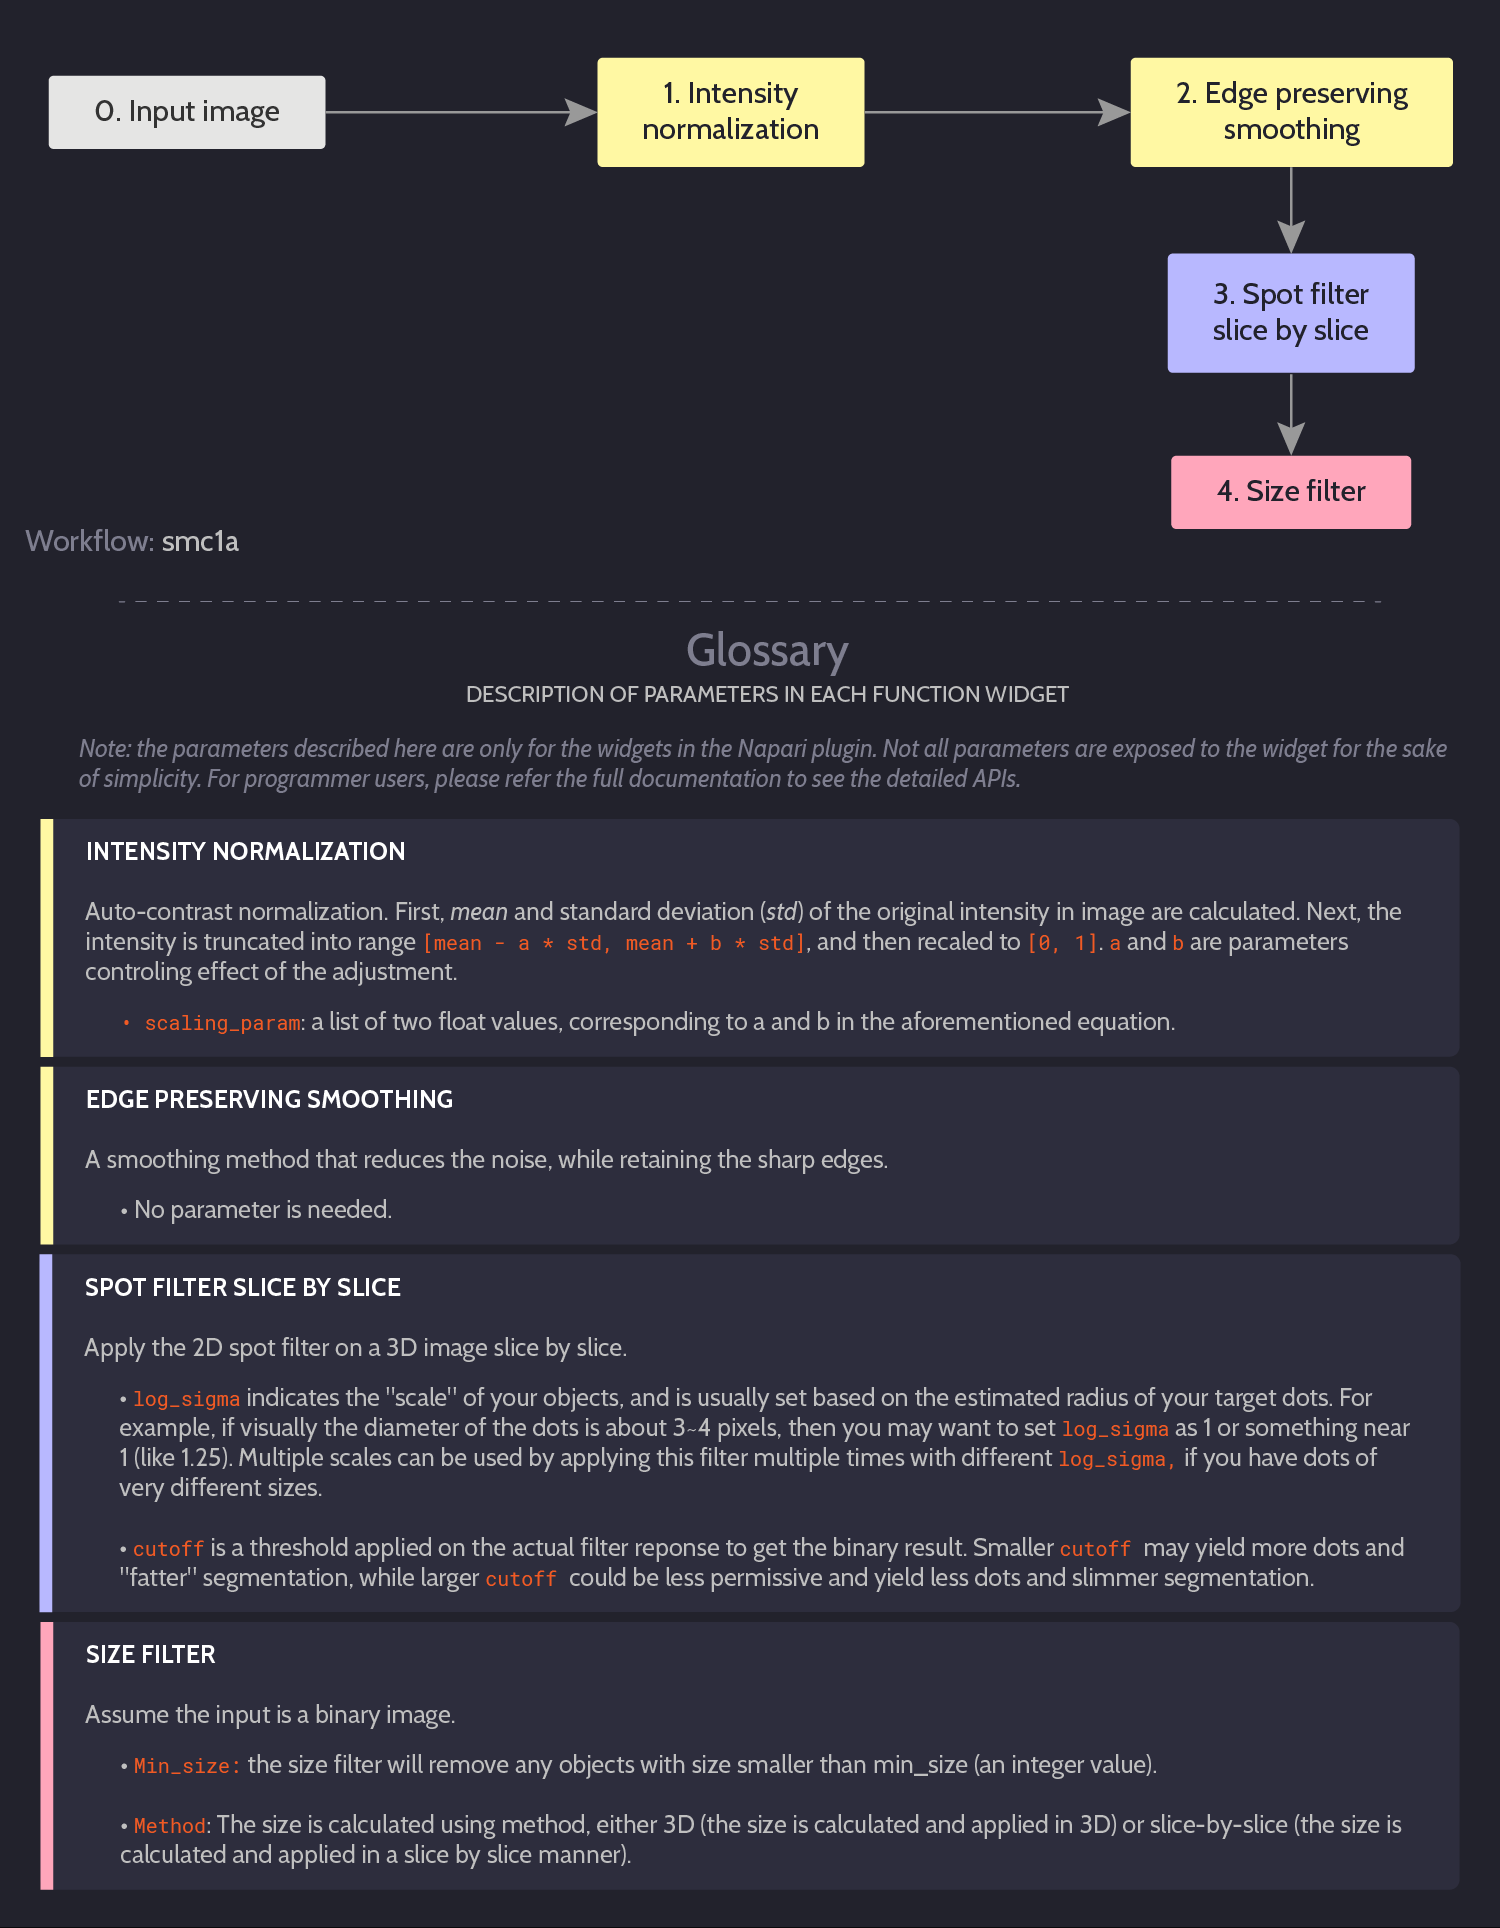 0. Input image
1. Intensity
normalization
2. Edge preserving
smoothing
3. Spot filter
slice by slice
4. Size filter
Workflow: smc1a
Glossary
DESCRIPTION OF PARAMETERS IN EACH FUNCTION WIDGET
Note: the parameters described here are only for the widgets in the Napari plugin. Not all parameters are exposed to the widget for the sake
of simplicity. For programmer users, please refer the full documentation to see the detailed APIs.
INTENSITY NORMALIZATION
Auto-contrast normalization. First, mean and standard deviation (std) of the original intensity in image are calculated. Next, the
intensity is truncated into range [mean - a * std, mean + b * std], and then recaled to [0, 1]. a and b are parameters
controling effect of the adjustment.
• scaling_param: a list of two float values, corresponding to a and b in the aforementioned equation.
EDGE PRESERVING SMOOTHING
A smoothing method that reduces the noise, while retaining the sharp edges.
• No parameter is needed.
SPOT FILTER SLICE BY SLICE
Apply the 2D spot filter on a 3D image slice by slice.
• log_sigma indicates the "scale" of your objects, and is usually set based on the estimated radius of your target dots. For
example, if visually the diameter of the dots is about 3~4 pixels, then you may want to set log_sigma as 1 or something near
1 (like 1.25). Multiple scales can be used by applying this filter multiple times with different log_sigma, if you have dots of
very different sizes.
• cutoff is a threshold applied on the actual filter reponse to get the binary result. Smaller cutoff may yield more dots and
"fatter" segmentation, while larger cutoff could be less permissive and yield less dots and slimmer segmentation.
SIZE FILTER
Assume the input is a binary image.
• Min_size: the size filter will remove any objects with size smaller than min_size (an integer value).
• Method: The size is calculated using method, either 3D (the size is calculated and applied in 3D) or slice-by-slice (the size is
calculated and applied in a slice by slice manner).